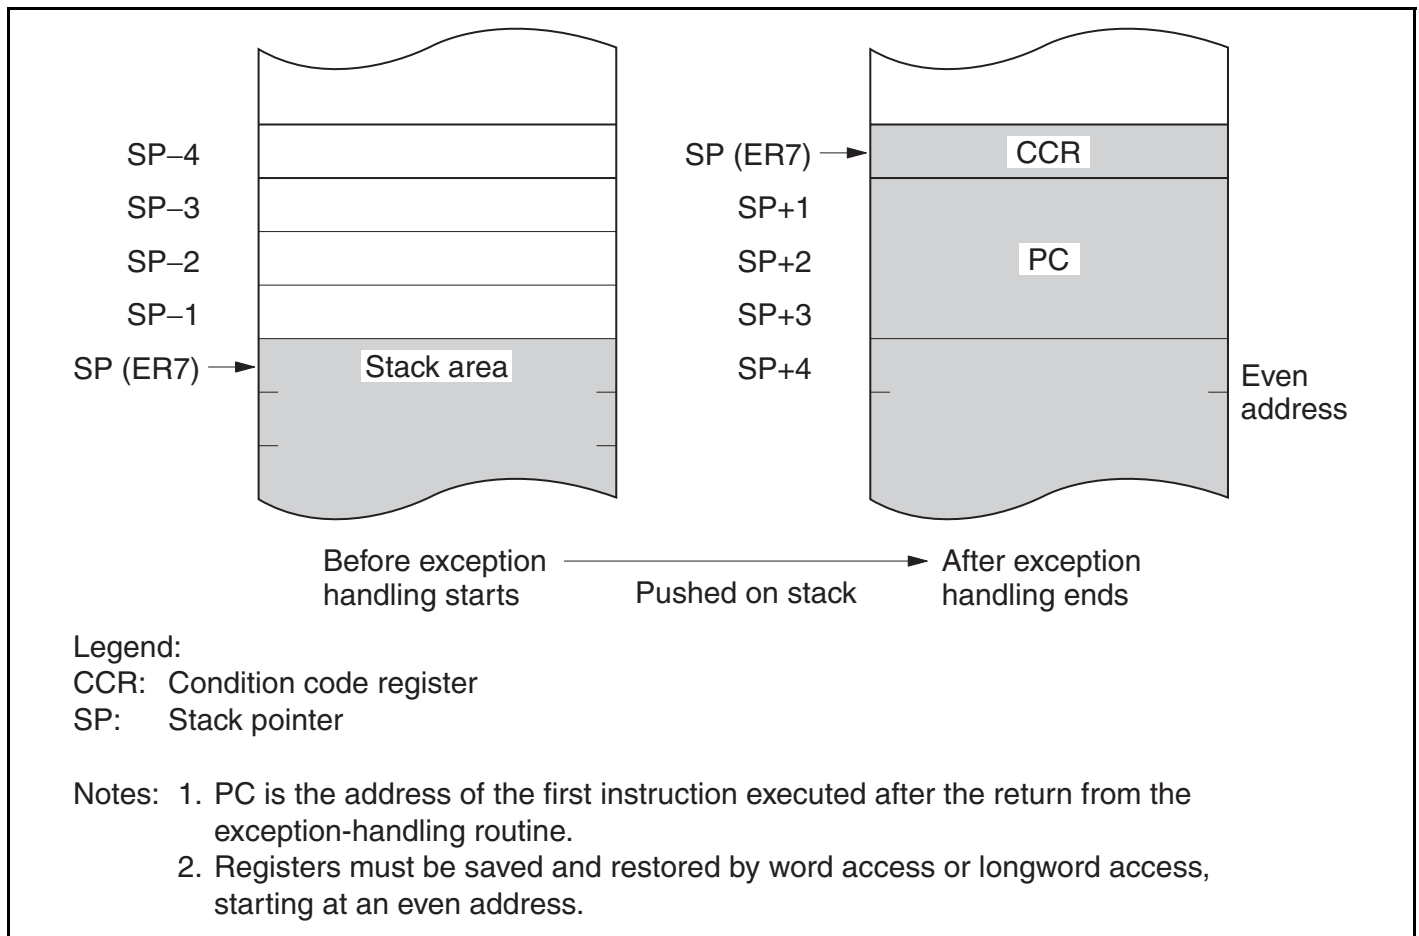 SP−4
SP−3
SP−2
SP−1
SP (ER7)
Stack area
SP (ER7)
SP+1
SP+2
SP+3
SP+4
CCR
PC
Even
address
Before exception
handling starts
Pushed on stack
After exception
handling ends
Legend:
CCR: Condition code register
SP: Stack pointer
Notes: 1. PC is the address of the first instruction executed after the return from the
exception-handling routine.
2. Registers must be saved and restored by word access or longword access,
starting at an even address.